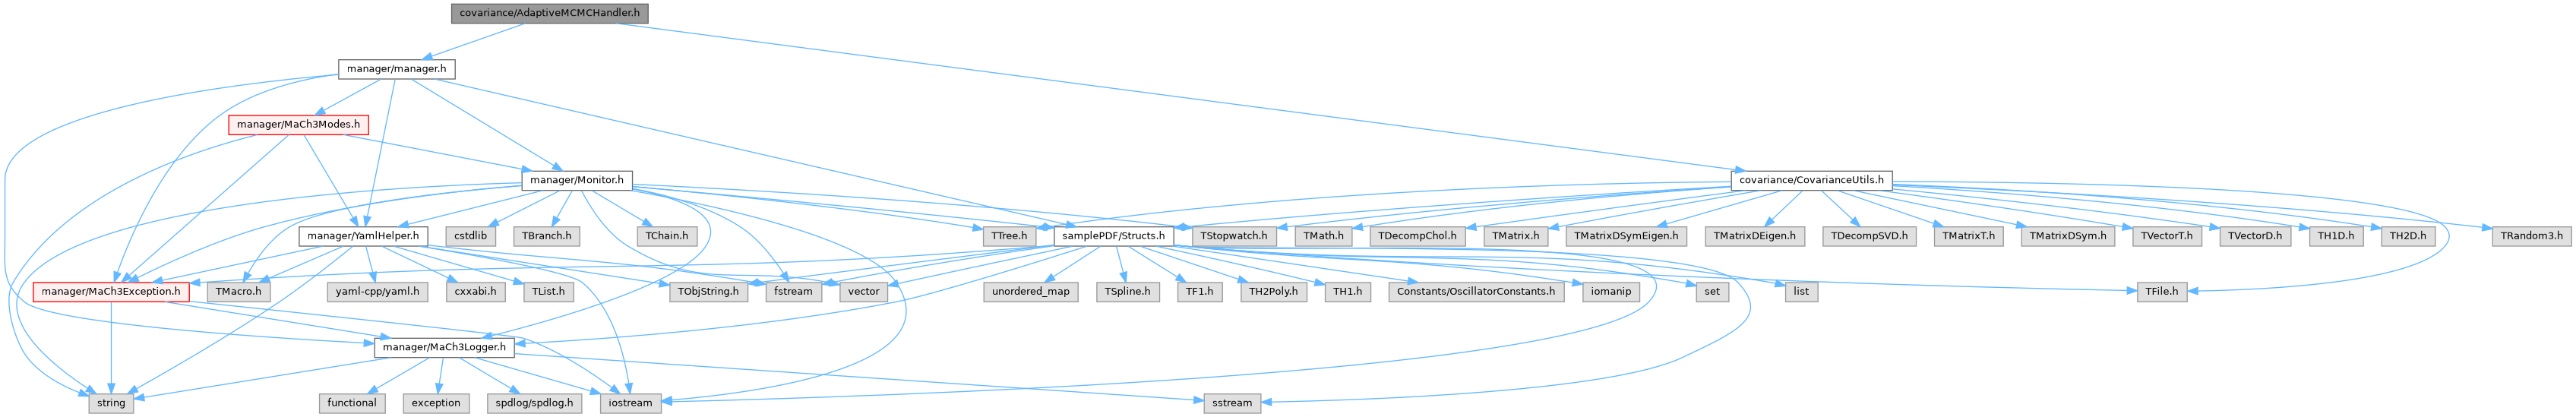 covariance/AdaptiveMCMCHandler.h
manager/manager.h
manager/MaCh3Modes.h
manager/Monitor.h
covariance/CovarianceUtils.h
manager/YamlHelper.h
cstdlib
TBranch.h
TChain.h
TTree.h
samplePDF/Structs.h
TStopwatch.h
TMath.h
TDecompChol.h
TMatrix.h
TMatrixDSymEigen.h
TMatrixDEigen.h
TDecompSVD.h
TMatrixT.h
TMatrixDSym.h
TVectorT.h
TVectorD.h
TH1D.h
TH2D.h
TRandom3.h
manager/MaCh3Exception.h
TMacro.h
yaml-cpp/yaml.h
cxxabi.h
TList.h
TObjString.h
fstream
vector
unordered_map
TSpline.h
TF1.h
TH2Poly.h
TH1.h
Constants/OscillatorConstants.h
iomanip
set
list
TFile.h
manager/MaCh3Logger.h
string
functional
exception
spdlog/spdlog.h
iostream
sstream